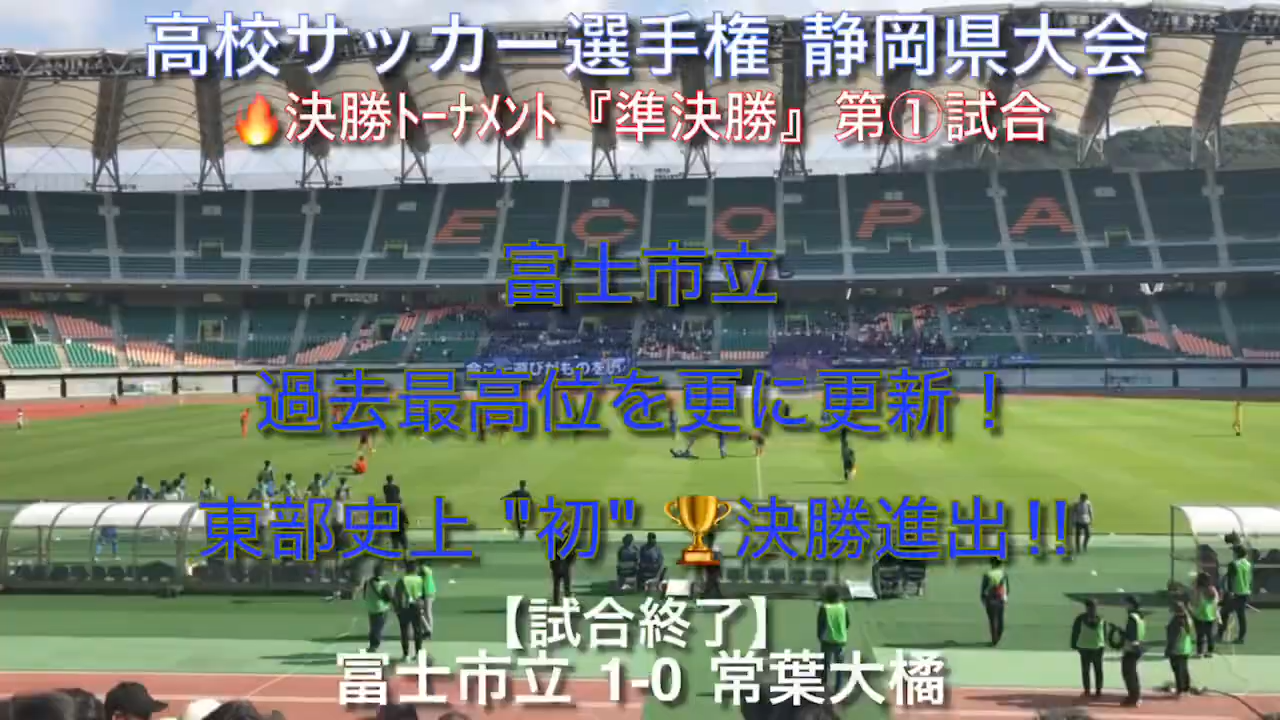 高校サッカー選手権 静岡県大会
🔥決勝ﾄｰﾅﾒﾝﾄ『準決勝』第①試合
ECOPA
富士市立
過去最高位を更に更新！
東部史上 "初" 🏆決勝進出!!
【試合終了】
富士市立 1-0 常葉大橘